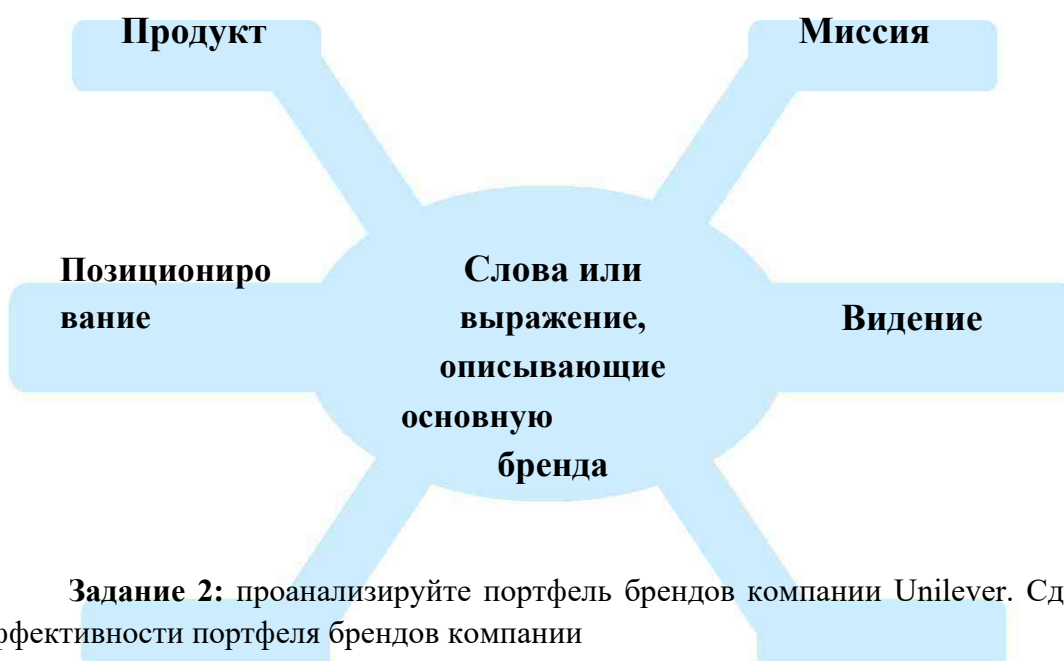 Продукт
Миссия
Позициониро
вание
Слова или
выражение,
описывающие
основную
бренда
Видение
Задание 2: проанализируйте портфель брендов компании Unilever.
портфеля брендов компании